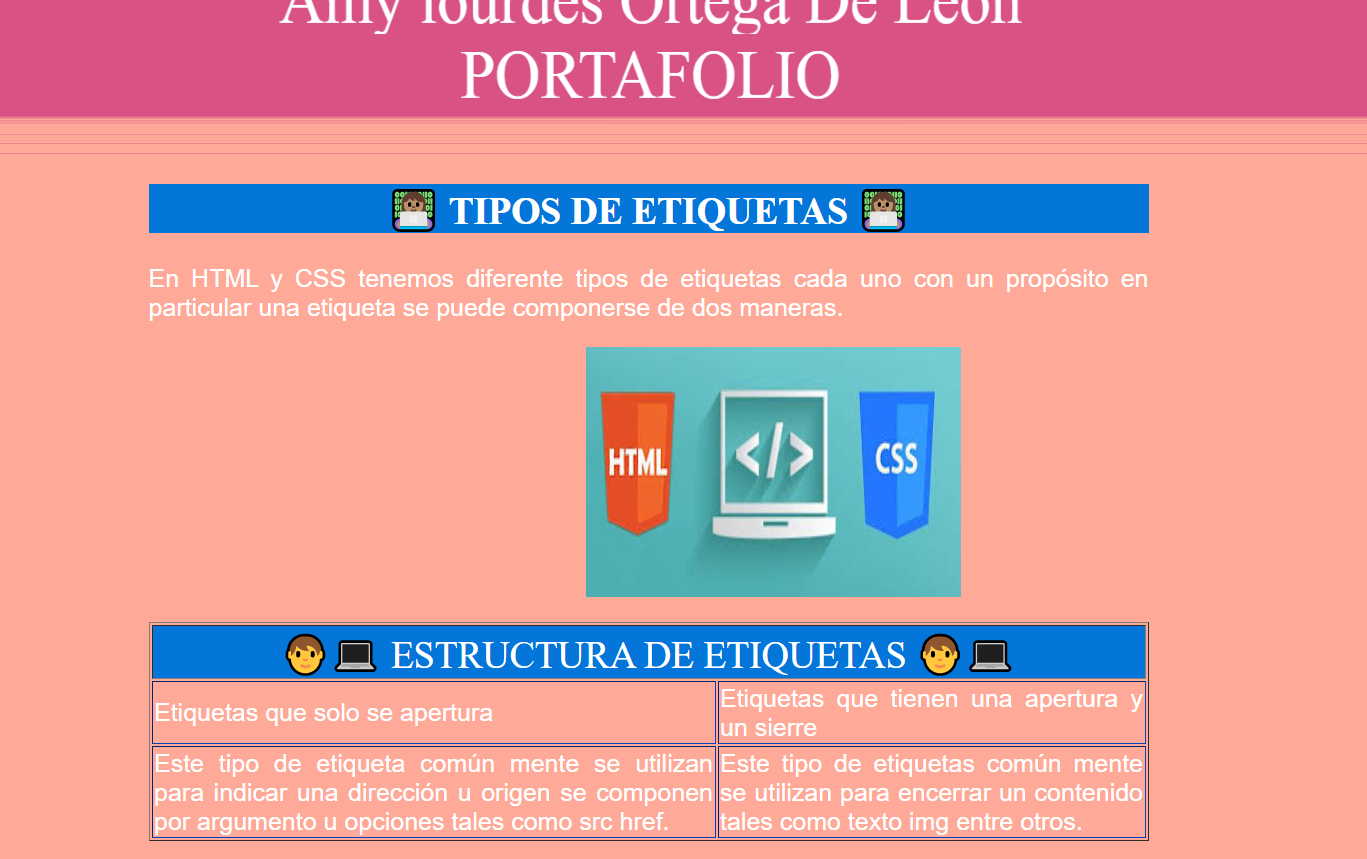 Amy lourdes Ortega De Leon
PORTAFOLIO
TIPOS DE ETIQUETAS
En HTML y CSS tenemos diferente tipos de etiquetas cada uno con un propósito en
particular una etiqueta se puede componerse de dos maneras.
HTML
</>
CSS
ESTRUCTURA DE ETIQUETAS
Etiquetas que solo se apertura
Etiquetas que tienen una apertura y
un sierre
Este tipo de etiqueta común mente se utilizan
para indicar una dirección u origen se componen
por argumento u opciones tales como src href.
Este tipo de etiquetas común mente
se utilizan para encerrar un contenido
tales como texto img entre otros.